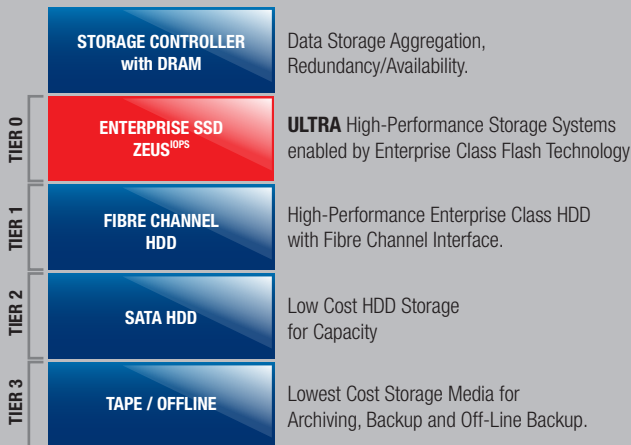 STORAGE CONTROLLER
with DRAM
Data Storage Aggregation,
Redundancy/Availability.
TIER 0
ENTERPRISE SSD
ZEUSIOPS
ULTRA High-Performance Storage Systems
enabled by Enterprise Class Flash Technology
TIER 1
FIBRE CHANNEL
HDD
High-Performance Enterprise Class HDD
with Fibre Channel Interface.
TIER 2
SATA HDD
Low Cost HDD Storage
for Capacity
TIER 3
TAPE / OFFLINE
Lowest Cost Storage Media for
Archiving, Backup and Off-Line Backup.